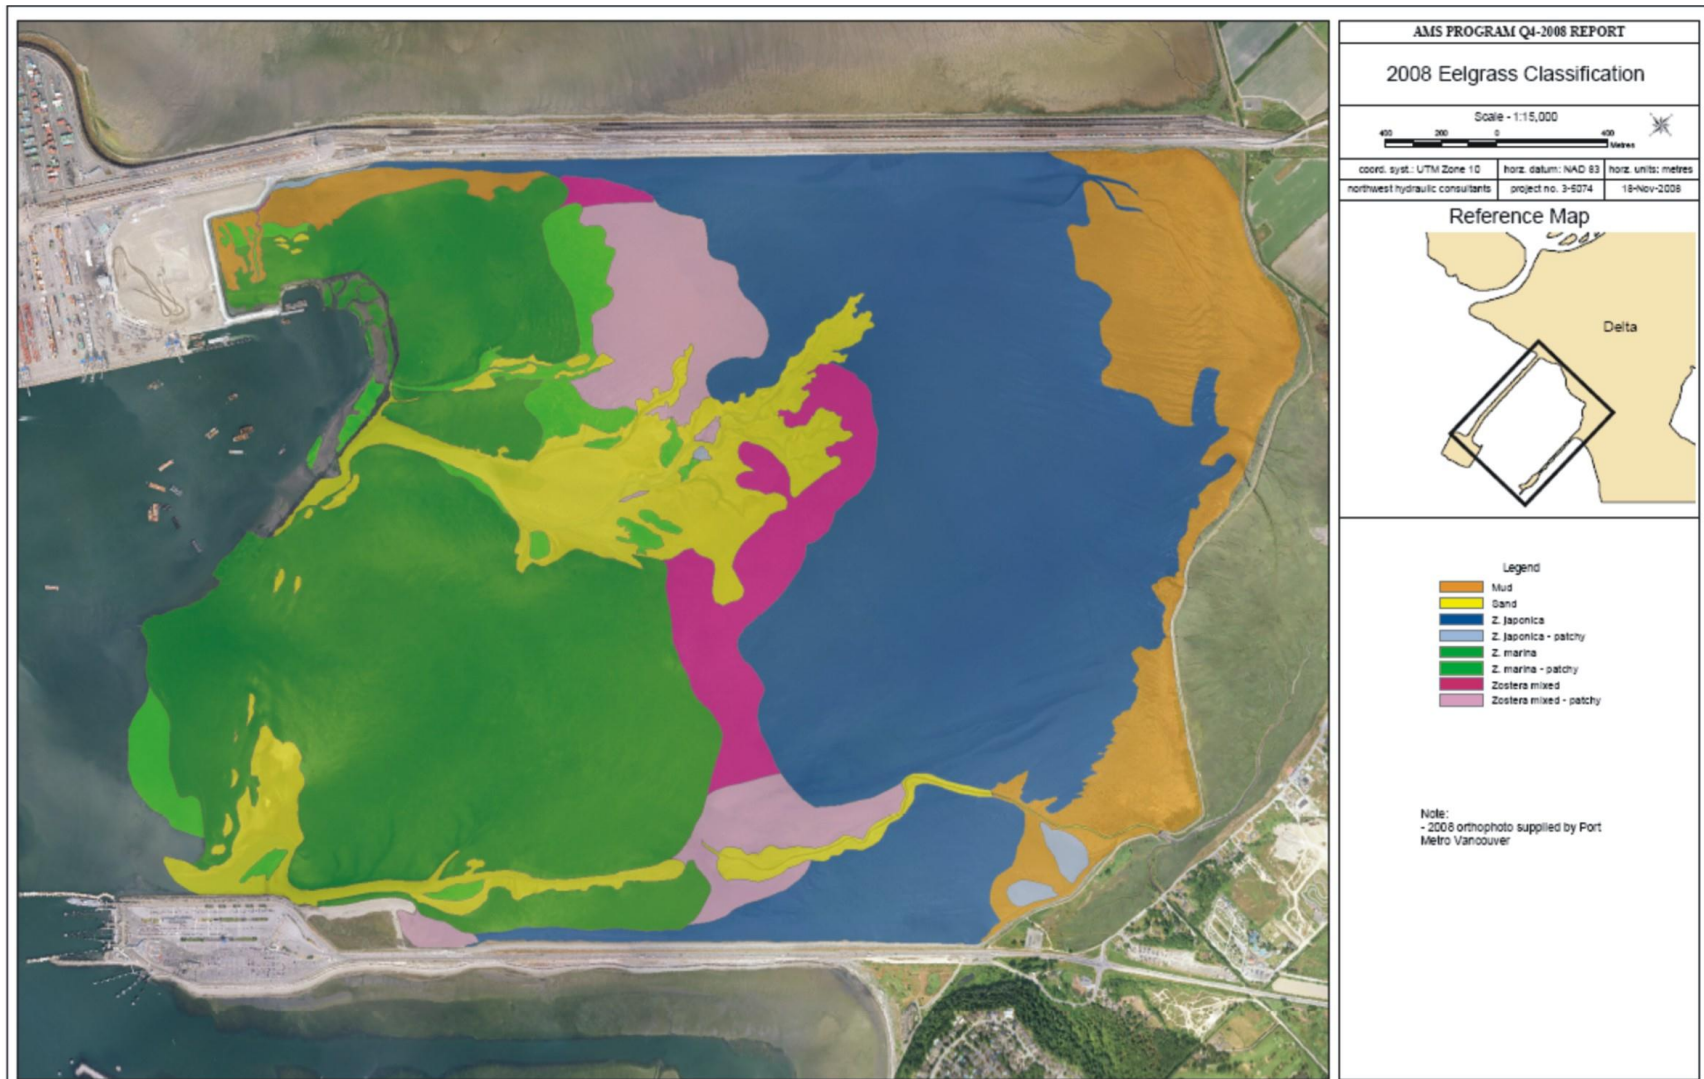 AMS PROGRAM Q4-2008 REPORT
2008 Eelgrass Classification
Scale - 1:15,000
400 200 0 400
Metres
coord. syst.: UTM Zone 10 horz. datum: NAD 83 horz. units: metres
northwest hydraulic consultants project no. 3-5074 18-Nov-2008
Reference Map
Delta
Legend
Mud
Sand
Z. japonica
Z. japonica - patchy
Z. marina
Z. marina - patchy
Zostera mixed
Zostera mixed - patchy
Note:
- 2008 orthophoto supplied by Port
Metro Vancouver